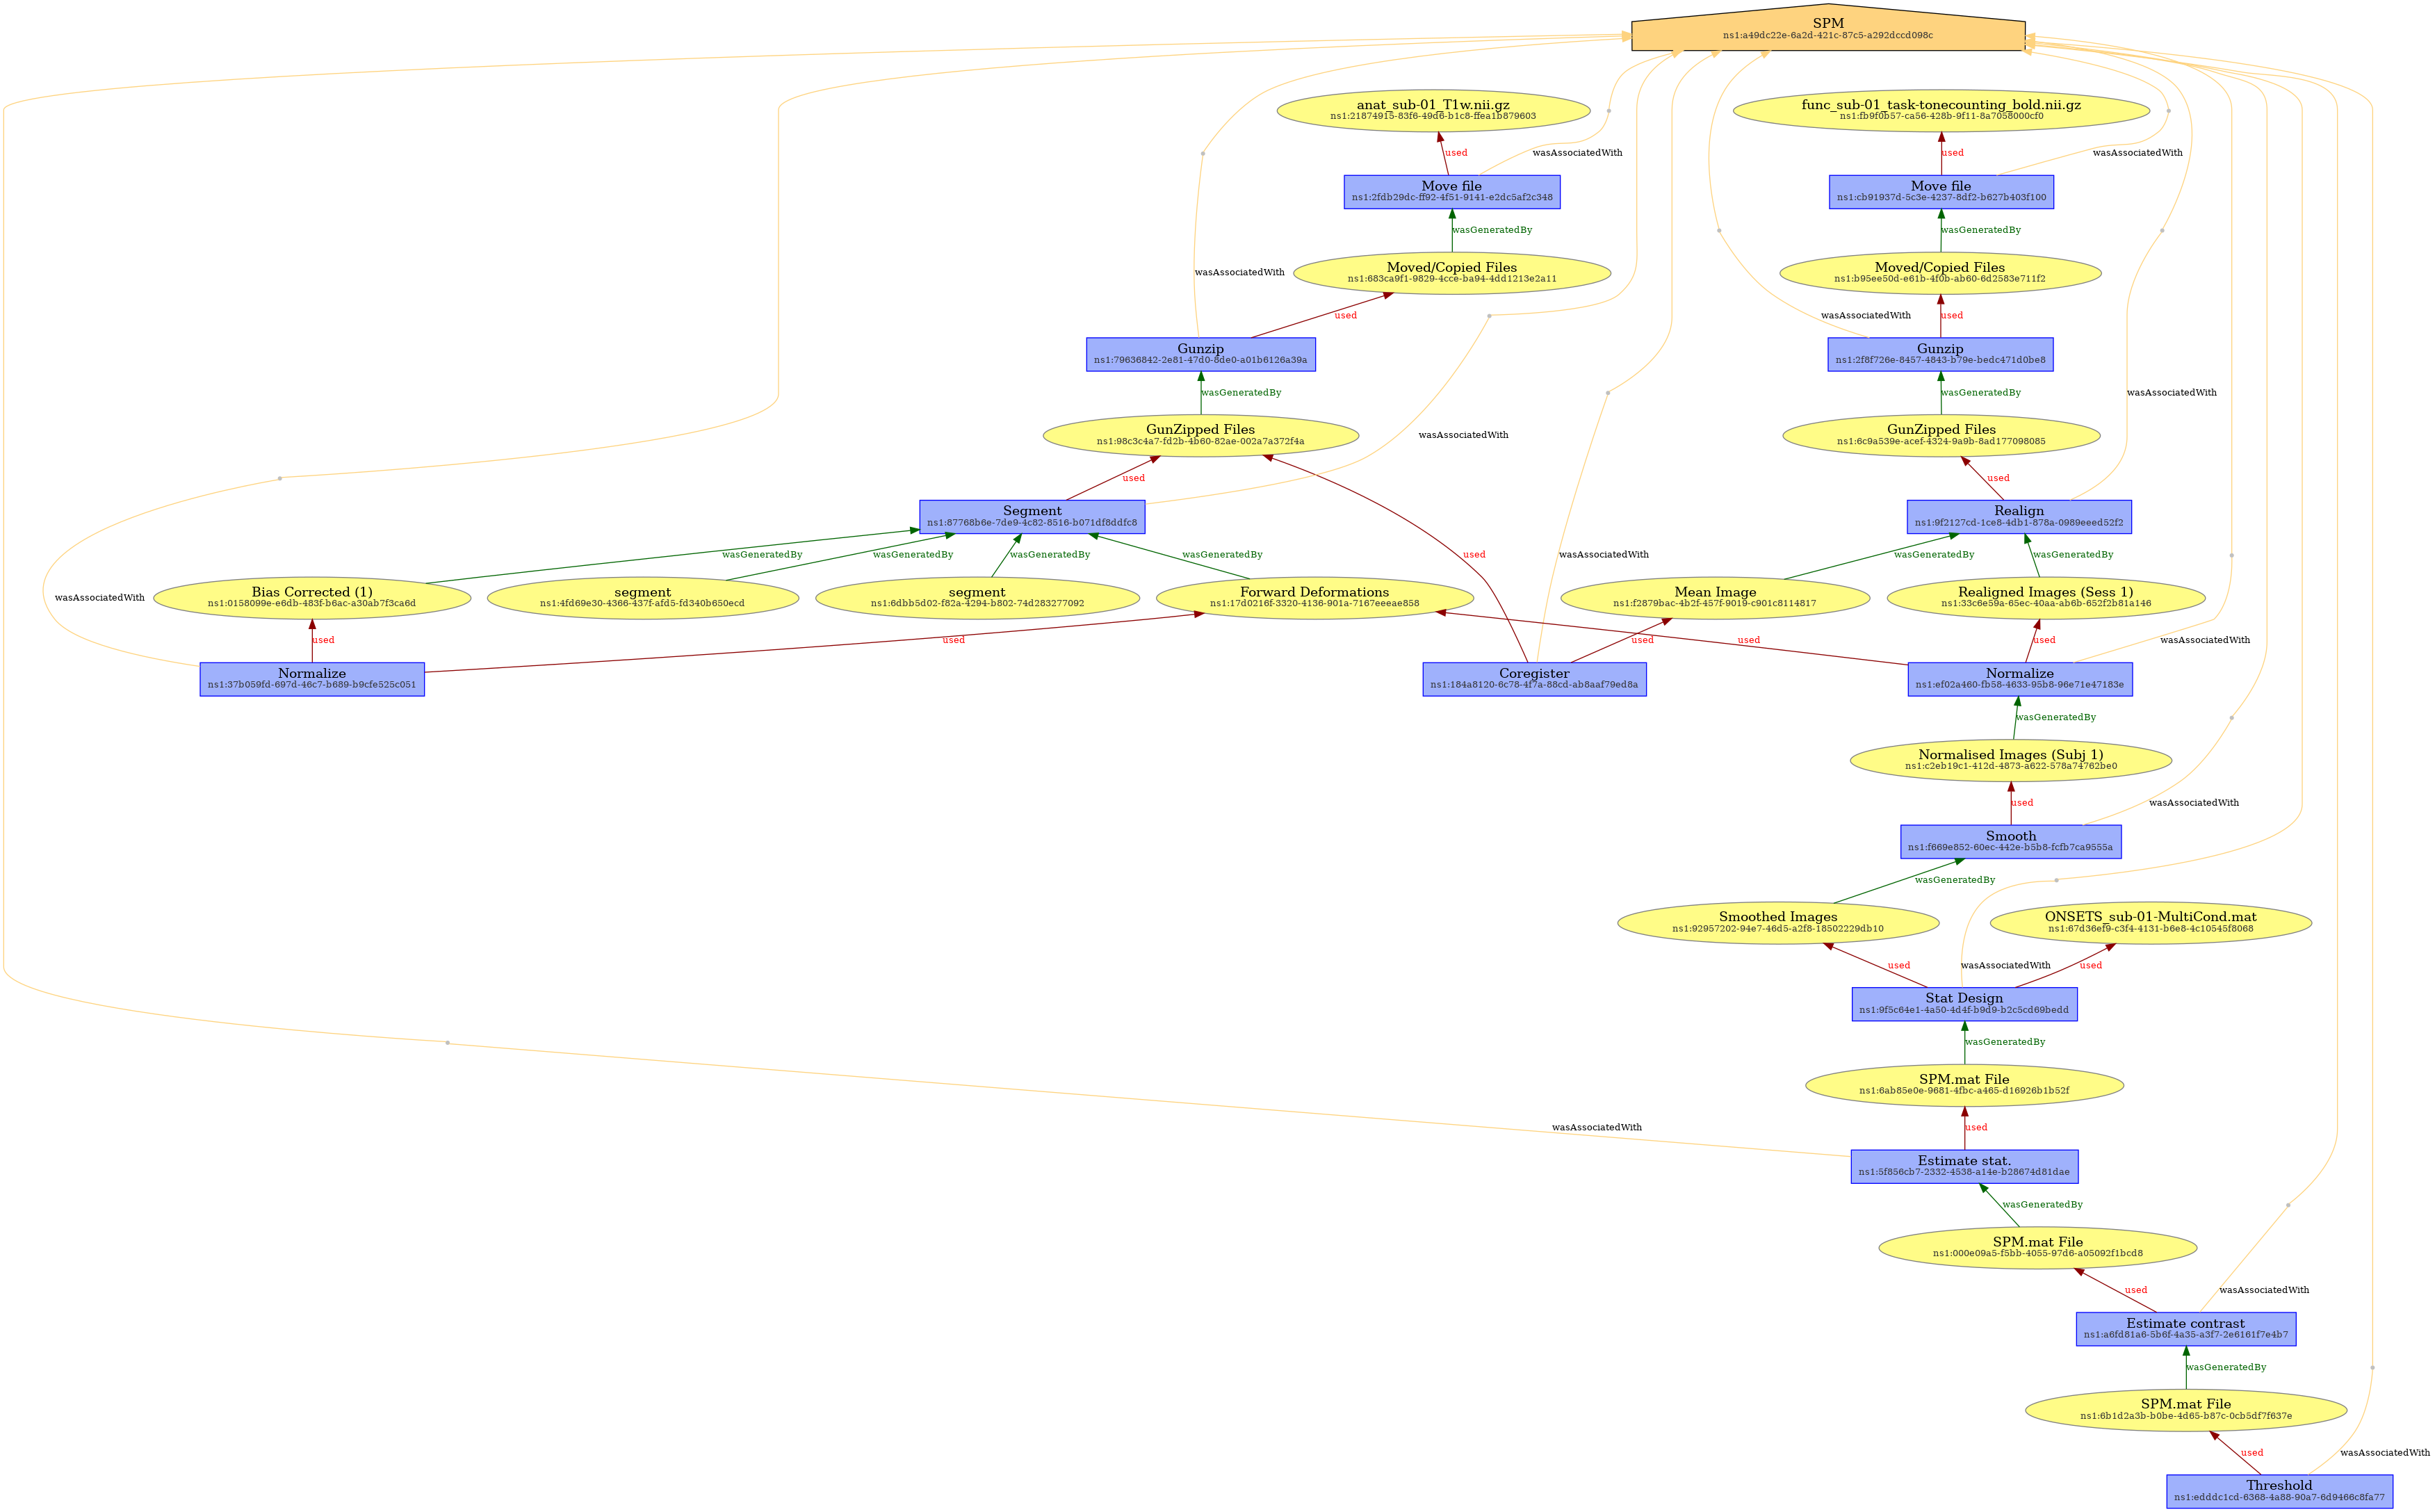 SPM
ns1:a49dc22e-6a2d-421c-87c5-a292dccd098c
anat_sub-01_T1w.nii.gz
ns1:21874915-83f6-49d6-b1c8-ffea1b879603
func_sub-01_task-tonecounting_bold.nii.gz
ns1:fb9f0b57-ca56-428b-9f11-8a7058000cf0
used
wasAssociatedWith
used
wasAssociatedWith
Move file
ns1:2fdb29dc-ff92-4f51-9141-e2dc5af2c348
Move file
ns1:cb91937d-5c3e-4237-8df2-b627b403f100
wasGeneratedBy
wasGeneratedBy
wasAssociatedWith
Moved/Copied Files
ns1:683ca9f1-9829-4cce-ba94-4dd1213e2a11
Moved/Copied Files
ns1:b95ee50d-e61b-4f0b-ab60-6d2583e711f2
used
wasAssociatedWith
used
Gunzip
ns1:79636842-2e81-47d0-8de0-a01b6126a39a
Gunzip
ns1:2f8f726e-8457-4843-b79e-bedc471d0be8
wasGeneratedBy
wasGeneratedBy
wasAssociatedWith
GunZipped Files
ns1:98c3c4a7-fd2b-4b60-82ae-002a7a372f4a
wasAssociatedWith
GunZipped Files
ns1:6c9a539e-acef-4324-9a9b-8ad177098085
used
used
Segment
ns1:87768b6e-7de9-4c82-8516-b071df8ddfc8
Realign
ns1:9f2127cd-1ce8-4db1-878a-0989eeed52f2
wasGeneratedBy
wasGeneratedBy
wasGeneratedBy
wasGeneratedBy
used
wasAssociatedWith
wasGeneratedBy
wasGeneratedBy
wasAssociatedWith
Bias Corrected (1)
ns1:0158099e-e6db-483f-b6ac-a30ab7f3ca6d
segment
ns1:4fd69e30-4366-437f-afd5-fd340b650ecd
segment
ns1:6dbb5d02-f82a-4294-b802-74d283277092
Forward Deformations
ns1:17d0216f-3320-4136-901a-7167eeeae858
Mean Image
ns1:f2879bac-4b2f-457f-9019-c901c8114817
Realigned Images (Sess 1)
ns1:33c6e59a-65ec-40aa-ab6b-652f2b81a146
used
used
used
used
used
wasAssociatedWith
Normalize
ns1:37b059fd-697d-46c7-b689-b9cfe525c051
Coregister
ns1:184a8120-6c78-4f7a-88cd-ab8aaf79ed8a
Normalize
ns1:ef02a460-fb58-4633-95b8-96e71e47183e
wasGeneratedBy
Normalised Images (Subj 1)
ns1:c2eb19c1-412d-4873-a622-578a74762be0
used
wasAssociatedWith
Smooth
ns1:f669e852-60ec-442e-b5b8-fcfb7ca9555a
wasGeneratedBy
Smoothed Images
ns1:92957202-94e7-46d5-a2f8-18502229db10
ONSETS_sub-01-MultiCond.mat
ns1:67d36ef9-c3f4-4131-b6e8-4c10545f8068
used
wasAssociatedWith
used
Stat Design
ns1:9f5c64e1-4a50-4d4f-b9d9-b2c5cd69bedd
wasGeneratedBy
SPM.mat File
ns1:6ab85e0e-9681-4fbc-a465-d16926b1b52f
wasAssociatedWith
used
Estimate stat.
ns1:5f856cb7-2332-4538-a14e-b28674d81dae
wasGeneratedBy
SPM.mat File
ns1:000e09a5-f5bb-4055-97d6-a05092f1bcd8
used
wasAssociatedWith
Estimate contrast
ns1:a6fd81a6-5b6f-4a35-a3f7-2e6161f7e4b7
wasGeneratedBy
SPM.mat File
ns1:6b1d2a3b-b0be-4d65-b87c-0cb5df7f637e
used
wasAssociatedWith
Threshold
ns1:edddc1cd-6368-4a88-90a7-6d9466c8fa77